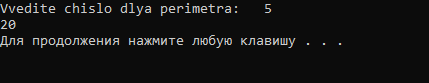 Vvedite chislo dlya perimetra:   5
20
Для продолжения нажмите любую клавишу . . .